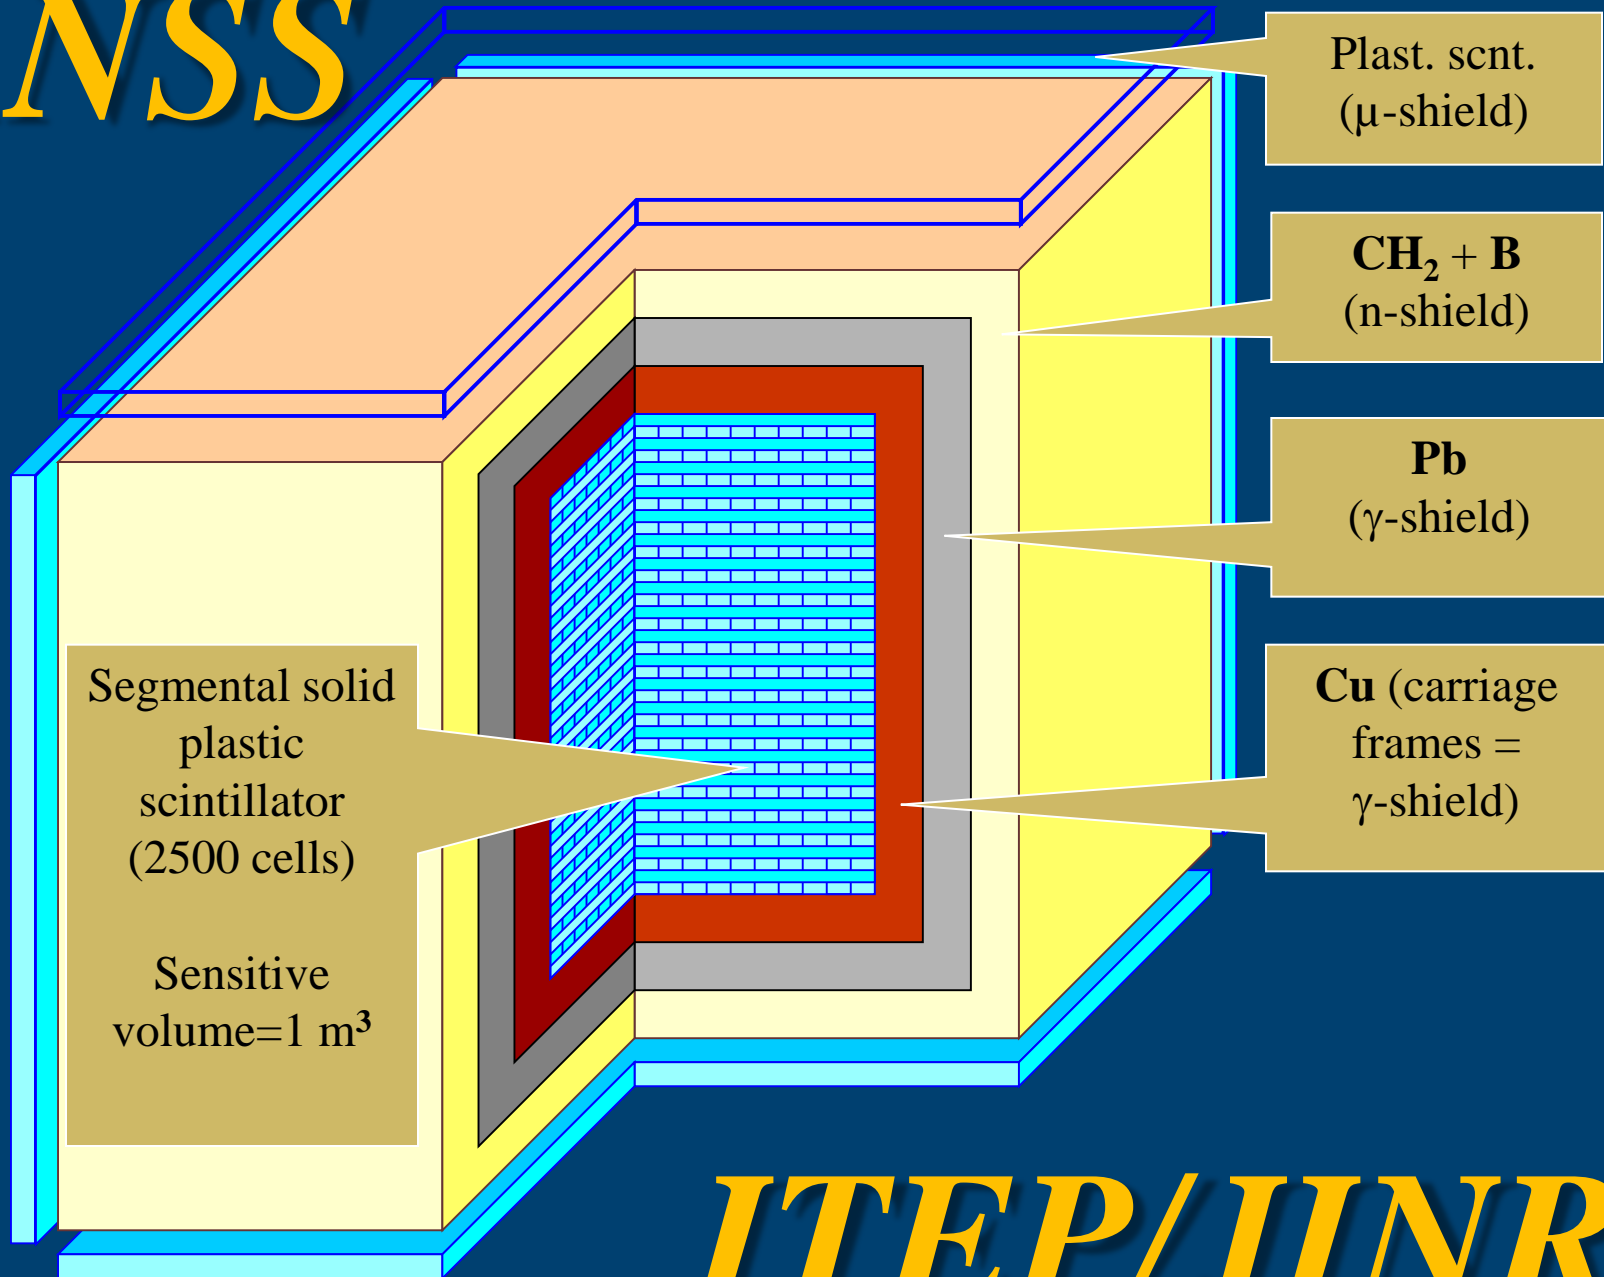 NSS
Plast. scnt.
(μ-shield)
CH₂ + B
(n-shield)
Pb
(γ-shield)
Cu (carriage
frames =
γ-shield)
Segmental solid
plastic
scintillator
(2500 cells)
Sensitive
volume=1 m³
ITEP/JINR